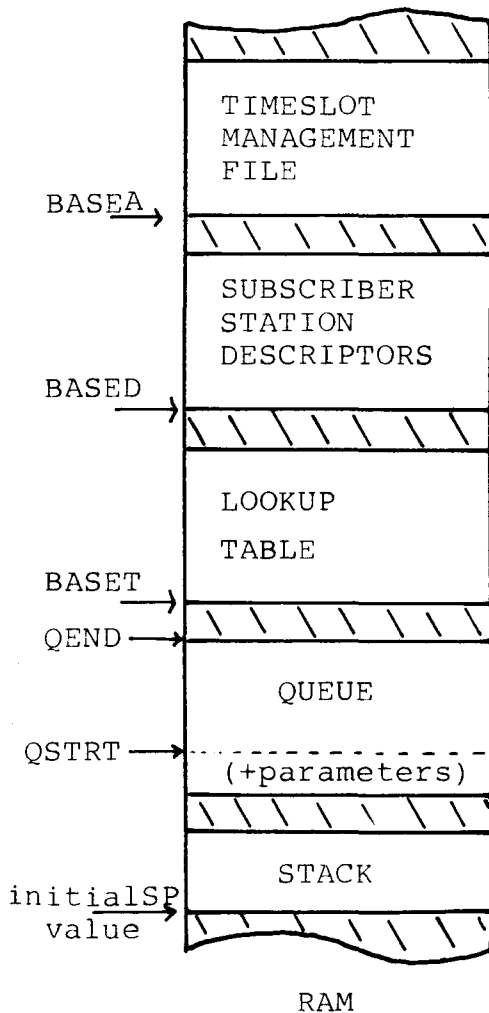 TIMESLOT
MANAGEMENT
FILE
BASEA
SUBSCRIBER
STATION
DESCRIPTORS
BASED
LOOKUP
TABLE
BASET
QEND
QUEUE
QSTRT
(+parameters)
STACK
initialSP
value
RAM